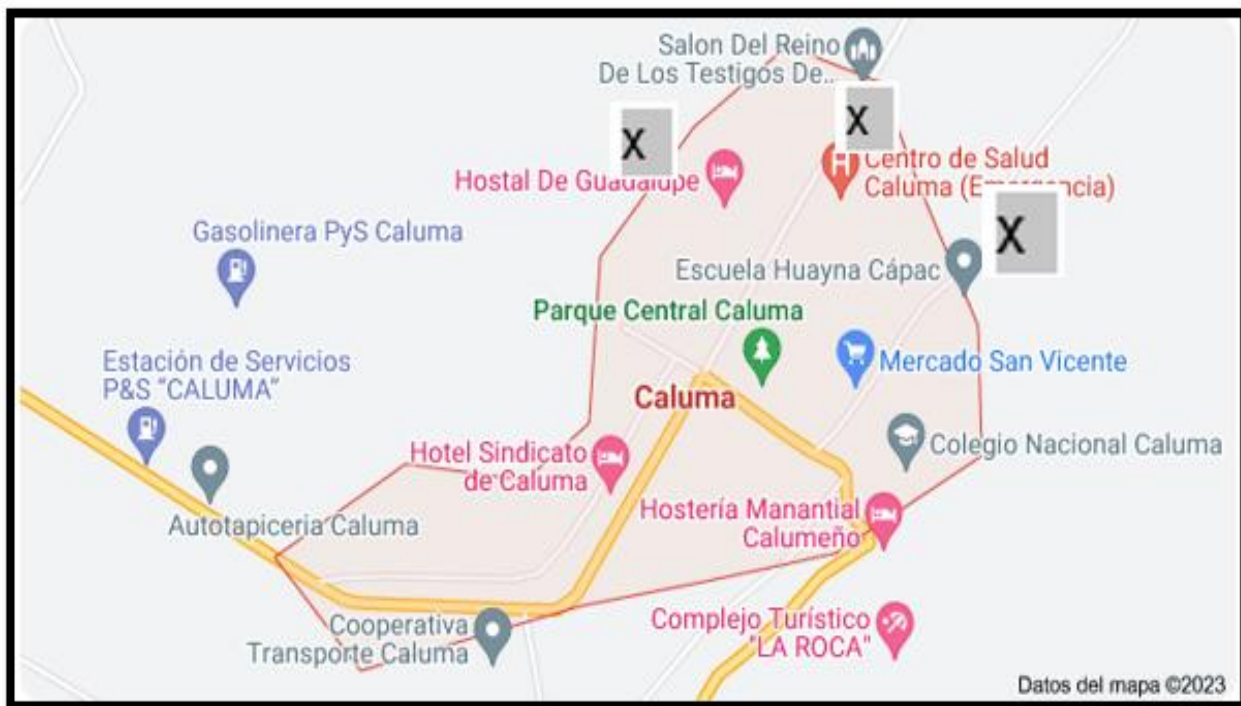 Salon Del Reino
De Los Testigos De..
X
X
Centro de Salud
Caluma (Emergencia)
Hostal De Guadalupe
X
Gasolinera PyS Caluma
Escuela Huayna Cápac
Parque Central Caluma
Estación de Servicios
P&S “CALUMA”
Mercado San Vicente
Caluma
Hotel Sindicato
de Caluma
Colegio Nacional Caluma
Autotapiceria Caluma
Hostería Manantial
Calumeño
Cooperativa
Transporte Caluma
Complejo Turístico
"LA ROCA"
Datos del mapa ©2023